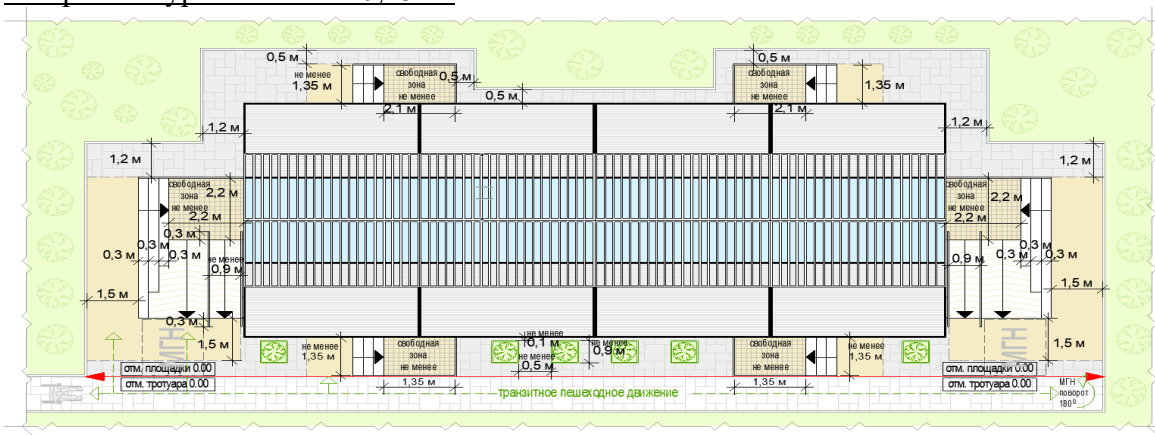 0,5 м
0,5 м
не менее
1,35 м
свободная
зона
не менее
0,5 м
0,5 м
2,1 м
свободная
зона
не менее
не менее
1,35 м
2,1 м
1,2 м
1,2 м
1,2 м
1,2 м
свободная
зона
не менее
2,2 м
2,2 м
свободная
зона
не менее
2,2 м
2,2 м
0,3 м
0,3 м
0,3 м
0,3 м
не менее
0,9 м
0,9 м
0,3 м
0,3 м
0,3 м
1,5 м
1,5 м
0,3 м
1,5 м
МГН
МГН
1,5 м
не менее
1,35 м
свободная
зона
не менее
не менее
0,1 м
не менее
0,9 м
не менее
0,5 м
свободная
зона
не менее
не менее
1,35 м
отм. площадки 0.00
отм. тротуара 0.00
1,35 м
1,35 м
отм. площадки 0.00
отм. тротуара 0.00
транзитное пешеходное движение
МГН
поворот
180°